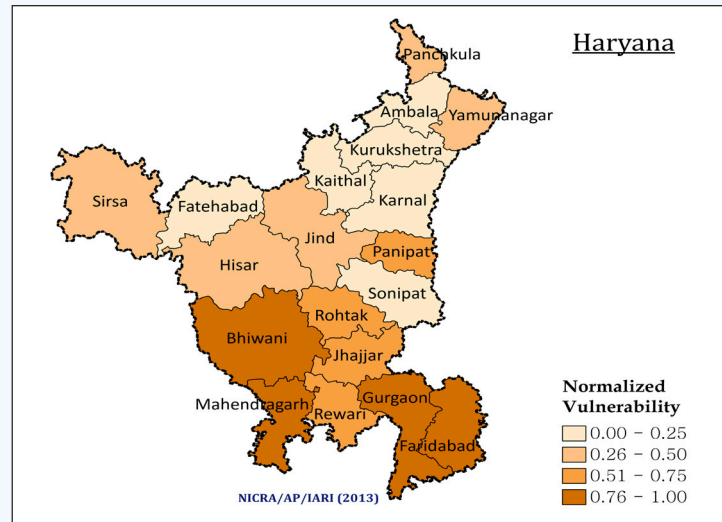 Haryana
Panchkula
Ambala
Yamunanagar
Kurukshetra
Kaithal
Karnal
Sirsa
Fatehabad
Jind
Panipat
Hisar
Sonipat
Rohtak
Bhiwani
Jhajjar
Mahendragarh
Gurgaon
Rewari
Faridabad
Normalized
Vulnerability
0.00 – 0.25
0.26 – 0.50
0.51 – 0.75
0.76 – 1.00
NICRA/AP/IARI (2013)